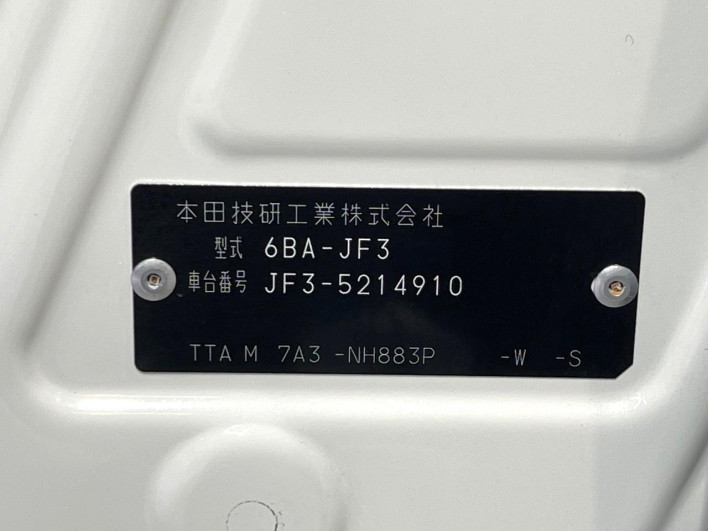 本田技研工業株式会社
型式 6BA-JF3
車台番号 JF3-5214910
TTA M 7A3 -NH883P -W -S